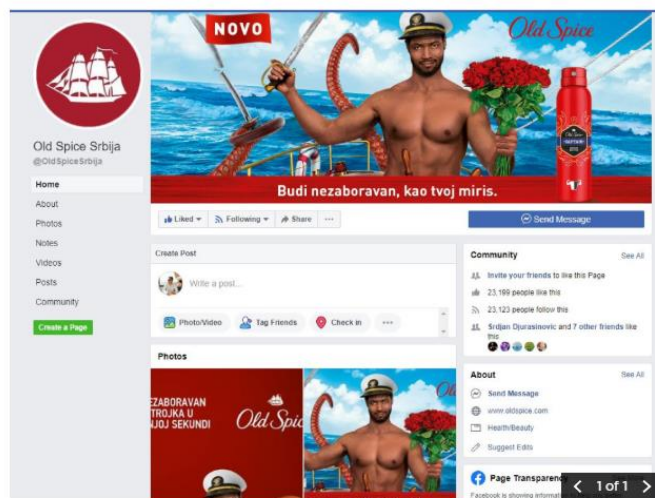 NOVO
Old Spice
Budi nezaboravan, kao tvoj miris.
Old Spice Srbija
@OldSpiceSrbija
Home
About
Photos
Notes
Videos
Posts
Community
Create a Page
Liked
Following
Share
Send Message
Create Post
Write a post...
Photo/Video
Tag Friends
Check in
Photos
EZABORAVAN
TROJKA U
NJOJ SEKUNDI
Old Spic
Community
See All
Invite your friends to like this Page
23,199 people like this
23,123 people follow this
Srdjan Djurasinovic and 7 other friends like
this
About
See All
Send Message
www.oldspice.com
Health/Beauty
Suggest Edits
Page Transparency
Facebook is showing informat
1 of 1